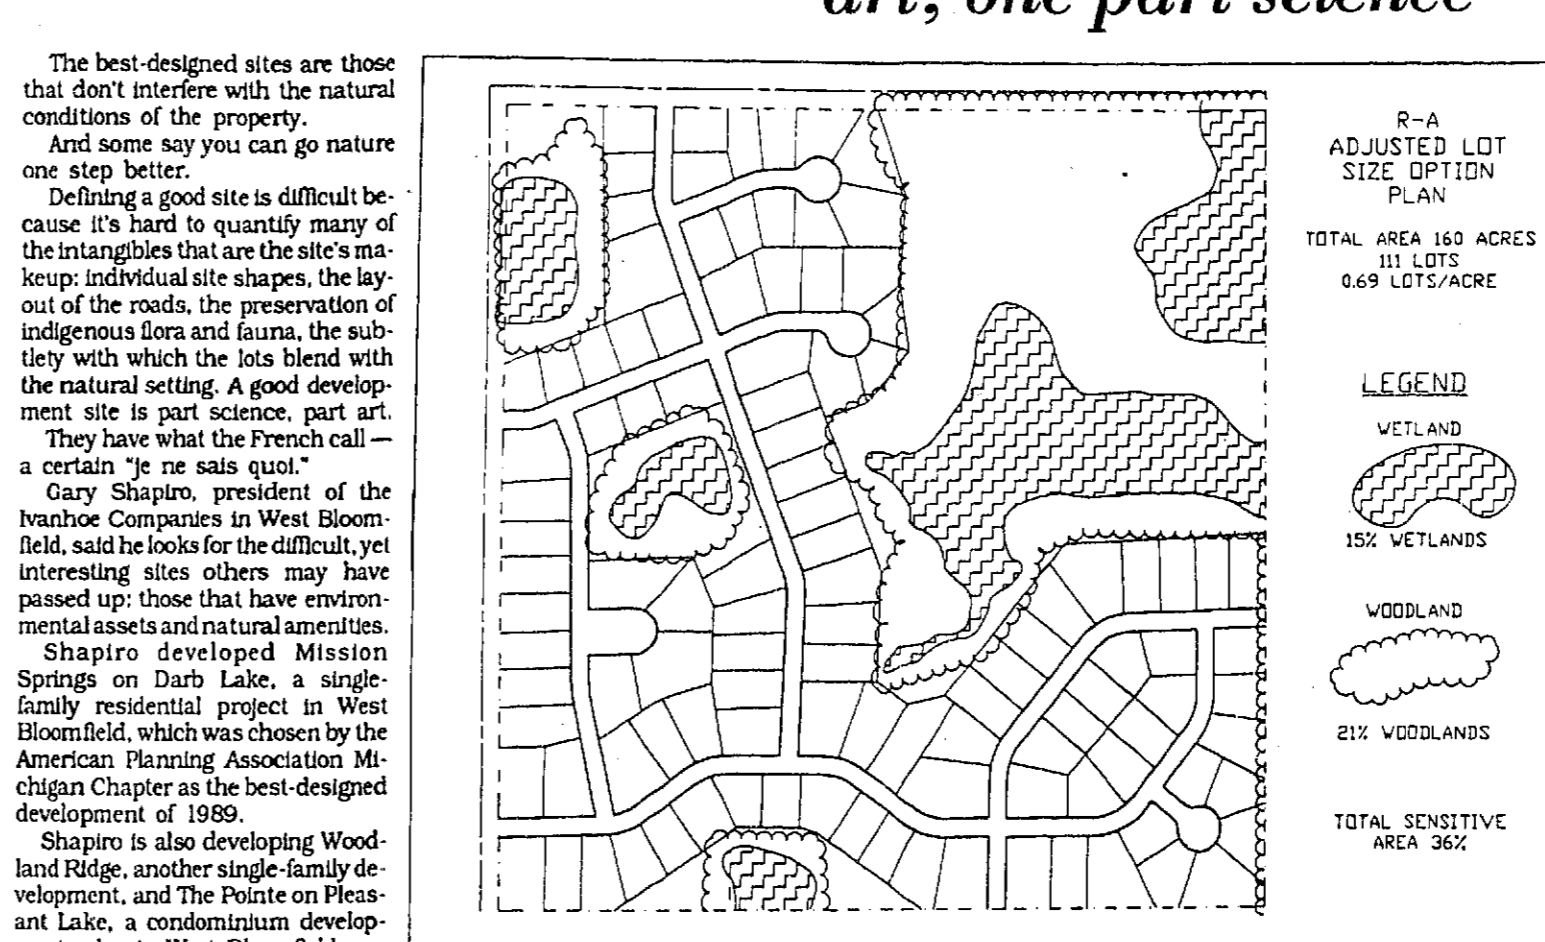 art, one part science
The best-designed sites are those
that don't interfere with the natural
conditions of the property.
And some say you can go nature
one step better.
Defining a good site is difficult be-
cause it's hard to quantify many of
the intangibles that are the site's ma-
keup: individual site shapes, the lay-
out of the roads, the preservation of
indigenous flora and fauna, the sub-
tlety with which the lots blend with
the natural setting. A good develop-
ment site is part science, part art.
They have what the French call —
a certain "je ne sais quoi."
Gary Shapiro, president of the
Ivanhoe Companies in West Bloom-
field, said he looks for the difficult, yet
interesting sites others may have
passed up; those that have environ-
mental assets and natural amenities.
Shapiro developed Mission
Springs on Darb Lake, a single-
family residential project in West
Bloomfield, which was chosen by the
American Planning Association Mi-
chigan Chapter as the best-designed
development of 1989.
Shapiro is also developing Wood-
land Ridge, another single-family de-
velopment, and The Pointe on Pleas-
ant Lake, a condominium develop-
R-A
ADJUSTED LOT
SIZE OPTION
PLAN
TOTAL AREA 160 ACRES
111 LOTS
0.69 LOTS/ACRE
LEGEND
WETLAND
15% WETLANDS
WOODLAND
21% WOODLANDS
TOTAL SENSITIVE
AREA 36%